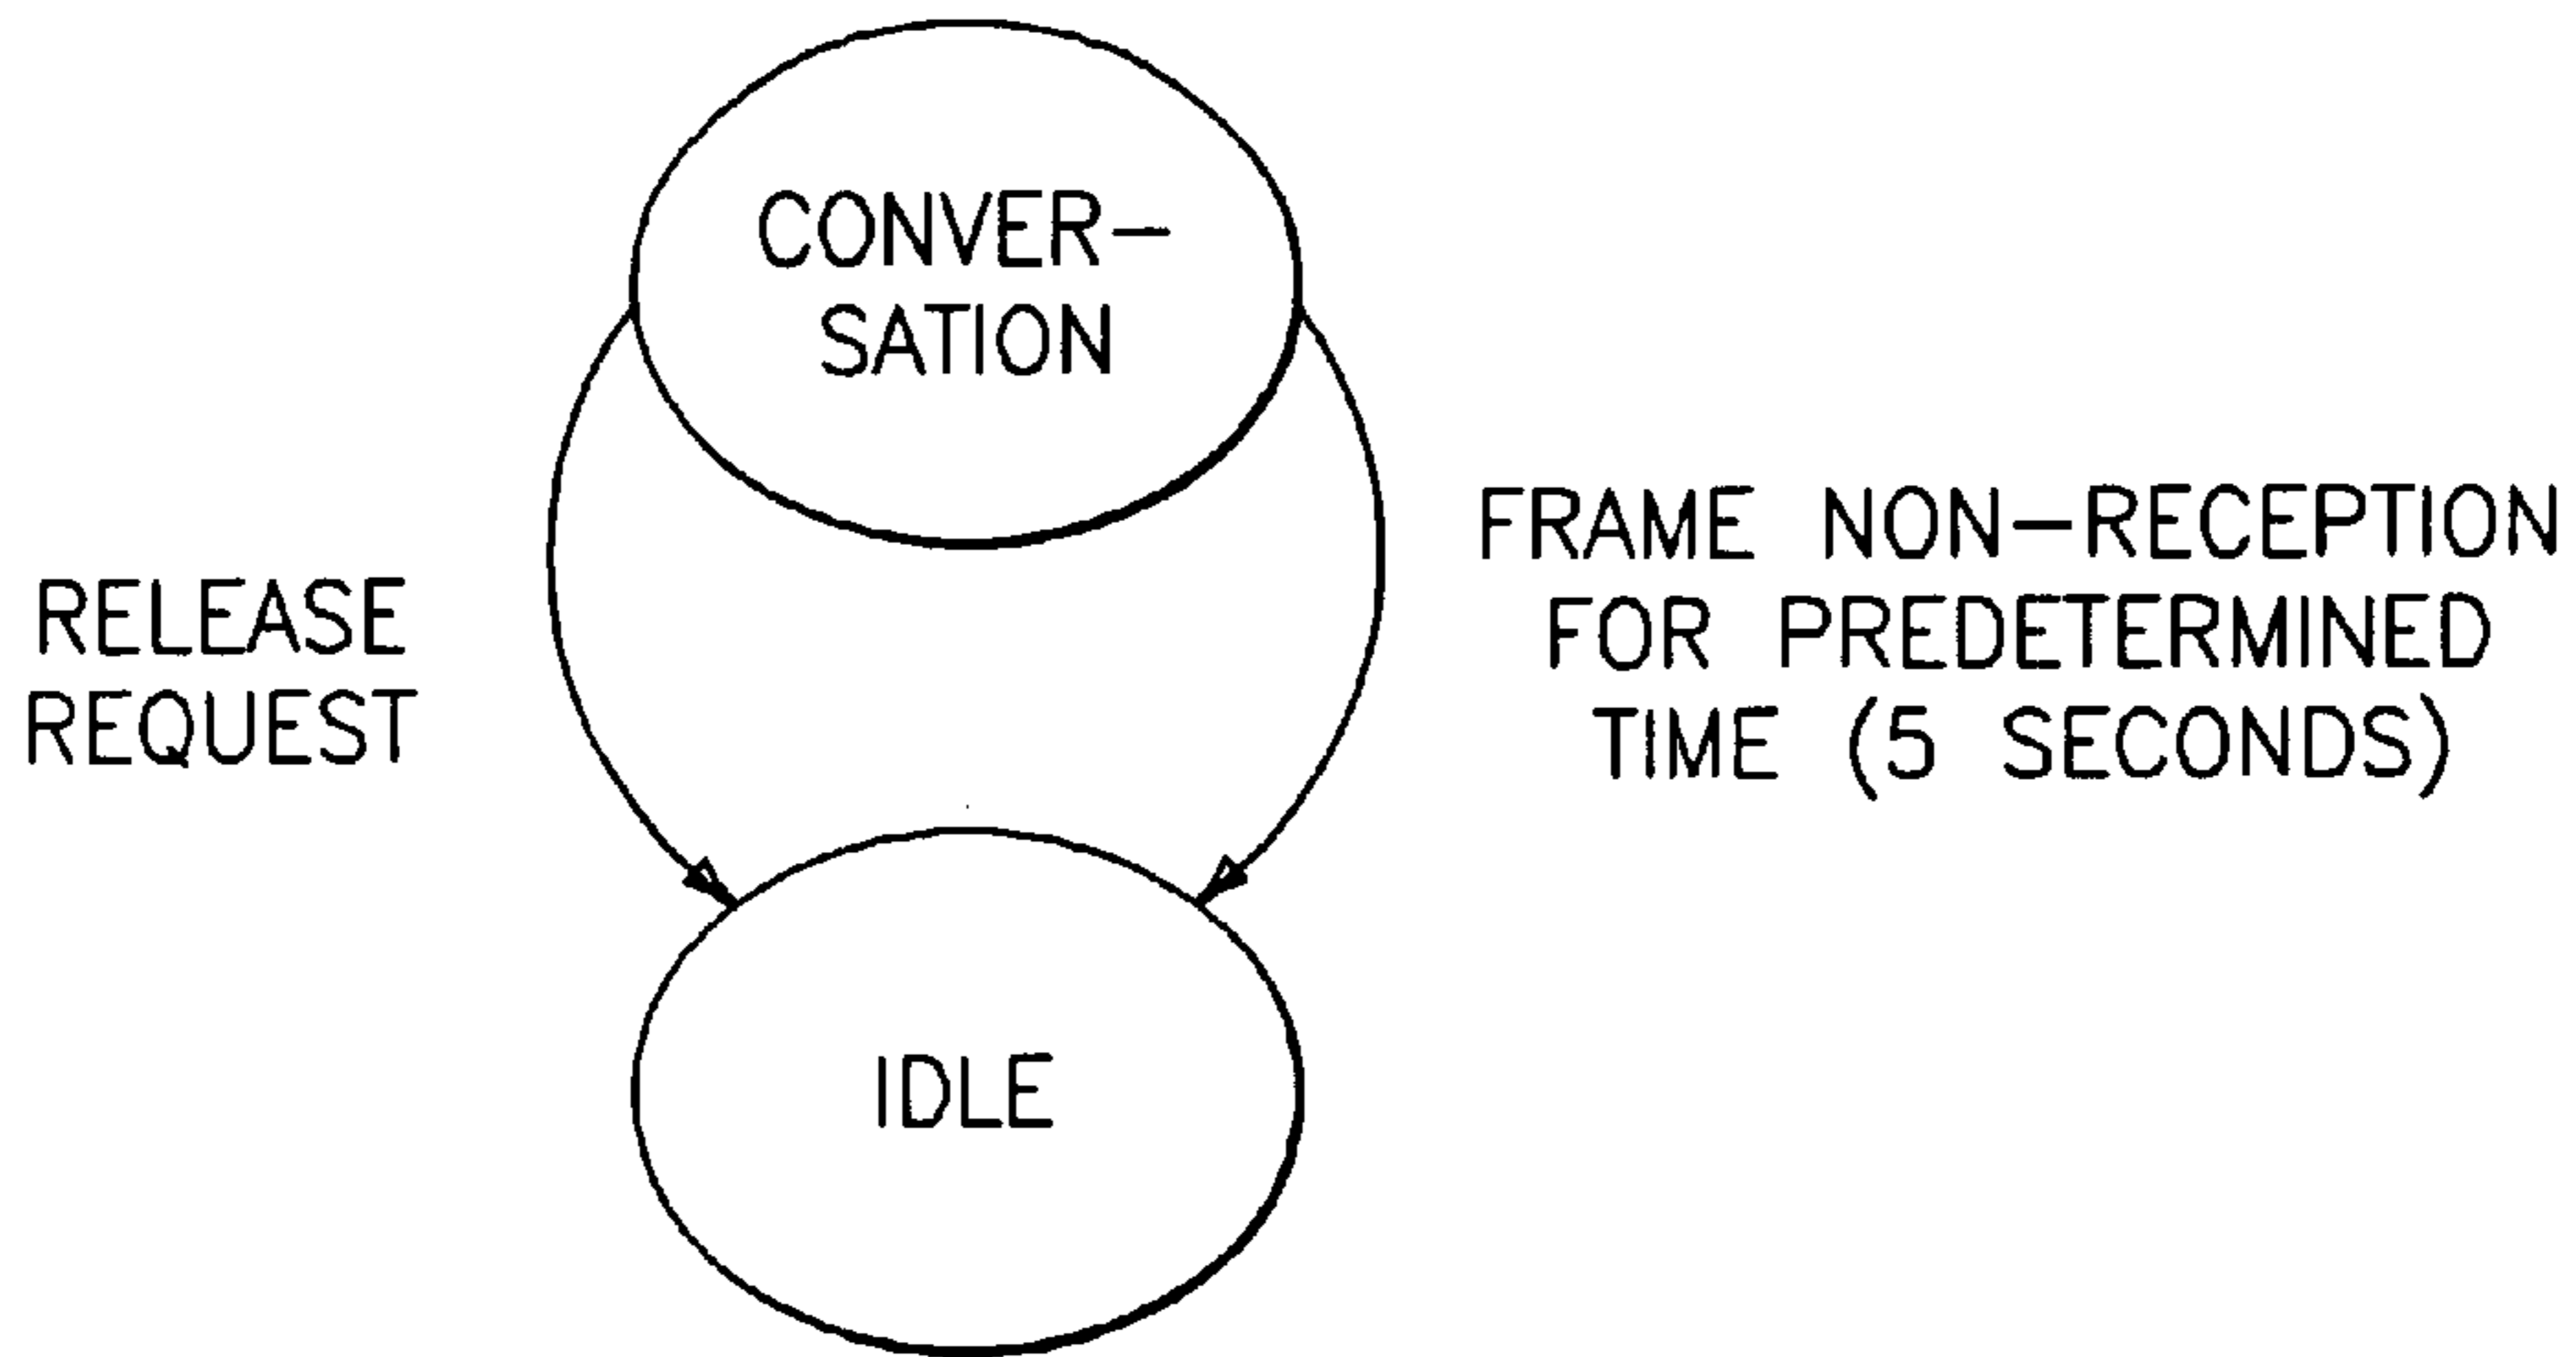 CONVER-
SATION
RELEASE
REQUEST
FRAME NON-RECEPTION
FOR PREDETERMINED
TIME (5 SECONDS)
IDLE